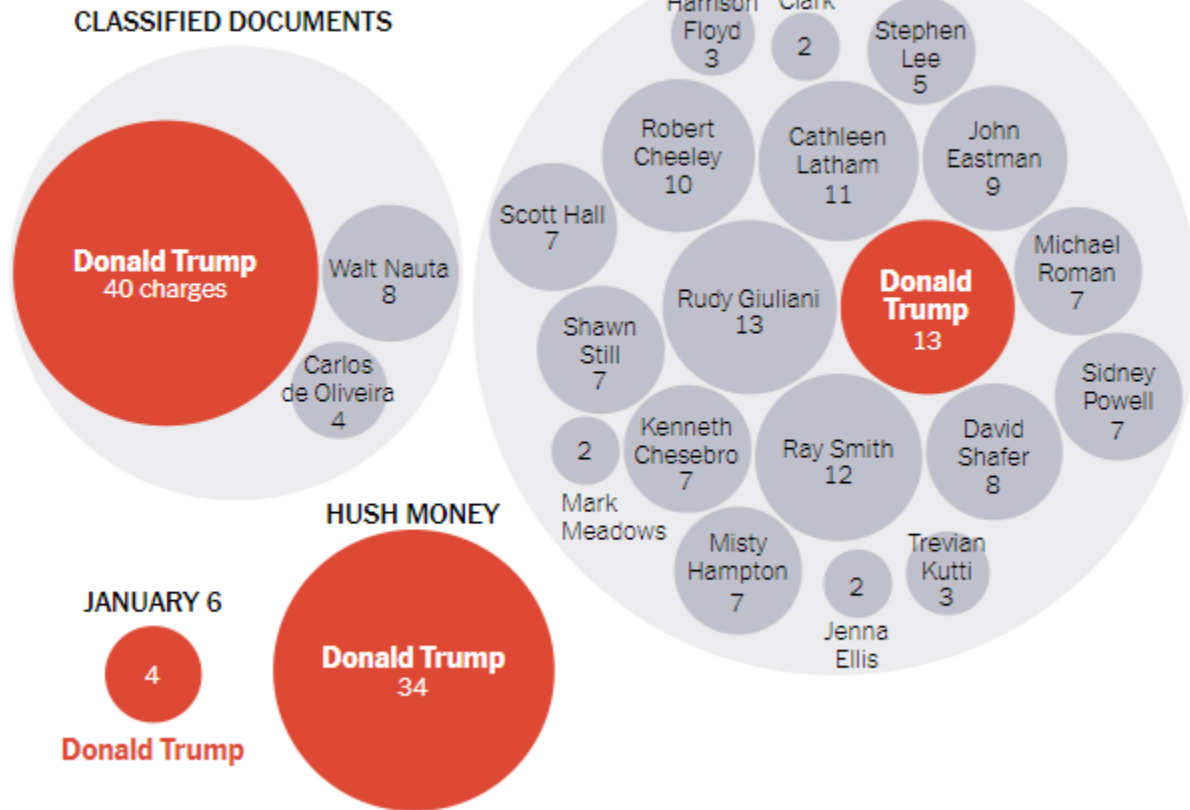 CLASSIFIED DOCUMENTS
Donald Trump
40 charges
Walt Nauta
8
Carlos
de Oliveira
4
Harrison
Floyd
3
Clark
2
Stephen
Lee
5
Robert
Cheeley
10
Cathleen
Latham
11
John
Eastman
9
Scott Hall
7
Rudy Giuliani
13
Donald
Trump
13
Michael
Roman
7
Shawn
Still
7
Sidney
Powell
7
2
Mark
Meadows
Kenneth
Chesebro
7
Ray Smith
12
David
Shafer
8
Misty
Hampton
7
2
Jenna
Ellis
Trevian
Kutti
3
HUSH MONEY
Donald Trump
34
JANUARY 6
4
Donald Trump